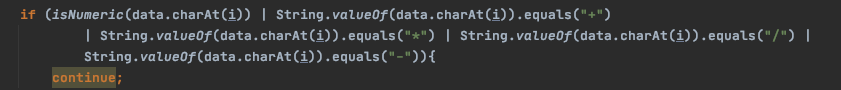 if (isNumeric(data.charAt(i)) | String.valueOf(data.charAt(i)).equals("+")
| String.valueOf(data.charAt(i)).equals("*") | String.valueOf(data.charAt(i)).equals("/") |
String.valueOf(data.charAt(i)).equals("-")){
continue;